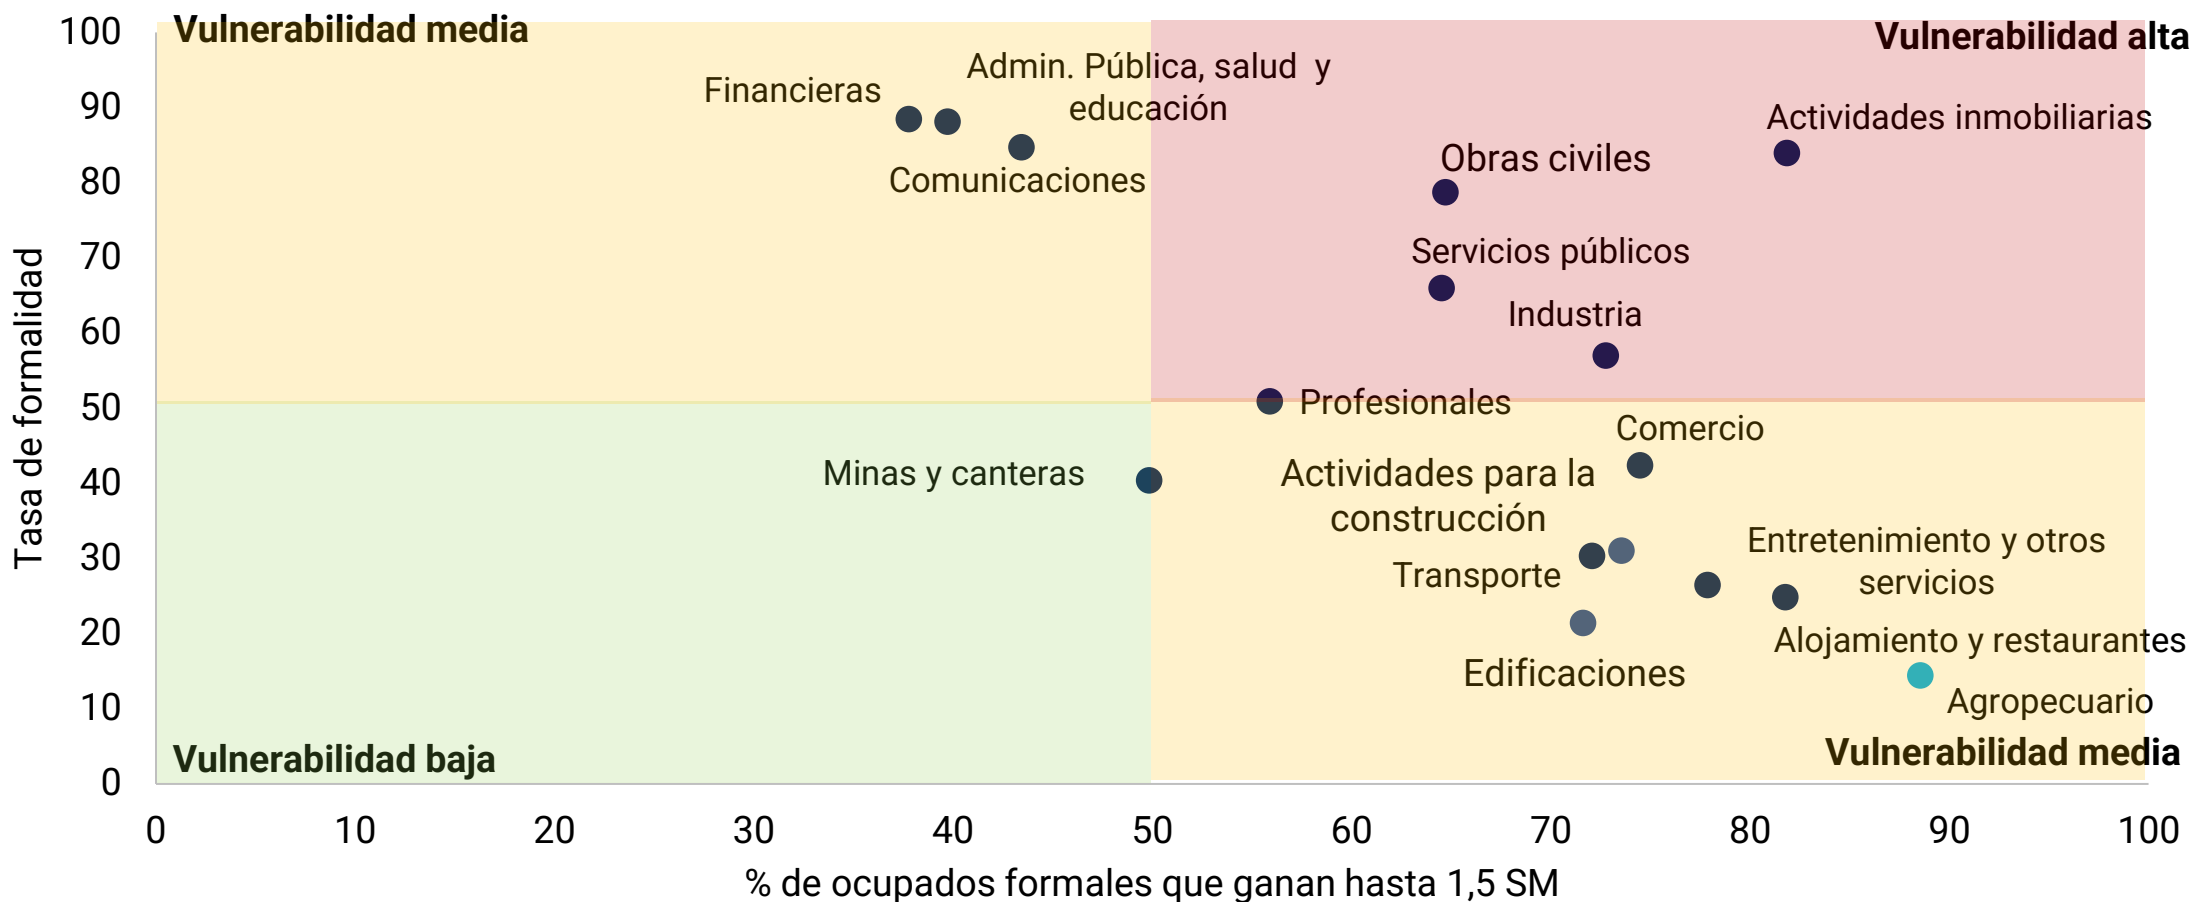 Vulnerabilidad media
Vulnerabilidad alta
Financieras
Admin. Pública, salud y
educación
Comunicaciones
Actividades inmobiliarias
Obras civiles
Servicios públicos
Industria
Profesionales
Comercio
Minas y canteras
Actividades para la
construcción
Transporte
Entretenimiento y otros
servicios
Edificaciones
Alojamiento y restaurantes
Agropecuario
Vulnerabilidad baja
Vulnerabilidad media
Tasa de formalidad
100
90
80
70
60
50
40
30
20
10
0
0 10 20 30 40 50 60 70 80 90 100
% de ocupados formales que ganan hasta 1,5 SM